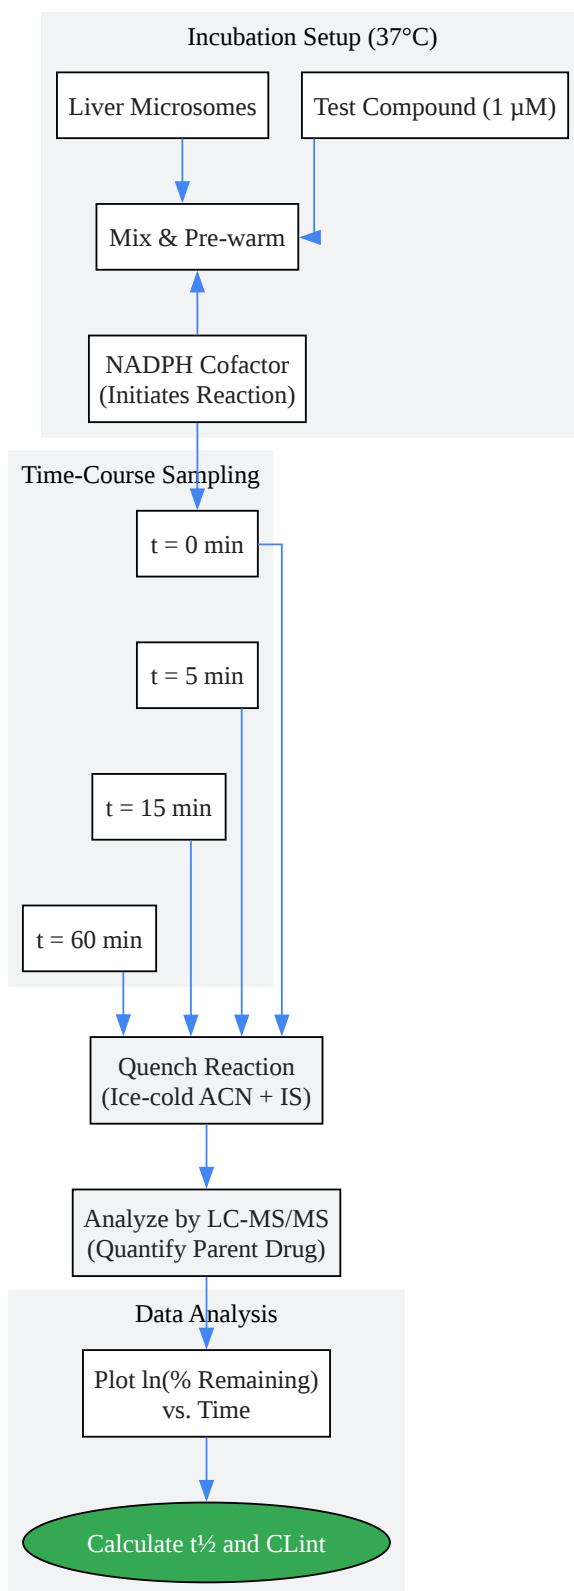 Incubation Setup (37°C)
Liver Microsomes
Test Compound (1 µM)
Mix & Pre-warm
NADPH Cofactor
(Initiates Reaction)
Time-Course Sampling
t = 0 min
t = 5 min
t = 15 min
t = 60 min
Quench Reaction
(Ice-cold ACN + IS)
Analyze by LC-MS/MS
(Quantify Parent Drug)
Data Analysis
Plot ln(% Remaining)
vs. Time
Calculate t½ and CLint